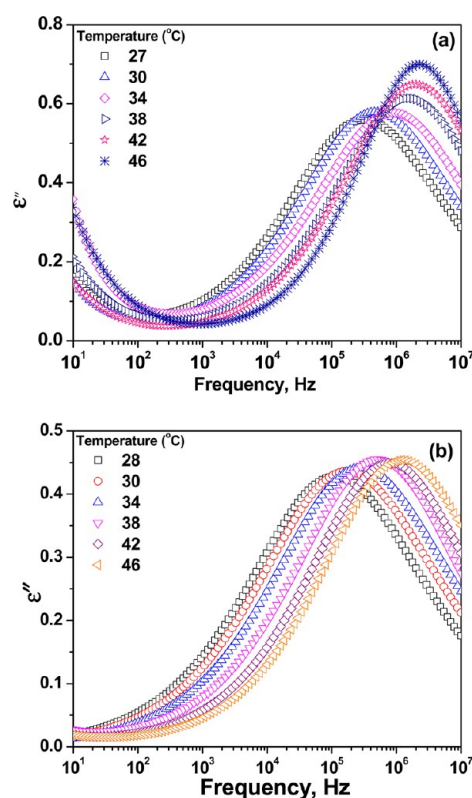 (a)
Temperature (°C)
27
30
34
38
42
46
0.8
0.6
0.4
0.2
0.0
ε″
10¹ 10² 10³ 10⁴ 10⁵ 10⁶ 10⁷
Frequency, Hz
(b)
Temperature (°C)
28
30
34
38
42
46
0.5
0.4
0.3
0.2
0.1
0.0
ε″
10¹ 10² 10³ 10⁴ 10⁵ 10⁶ 10⁷
Frequency, Hz